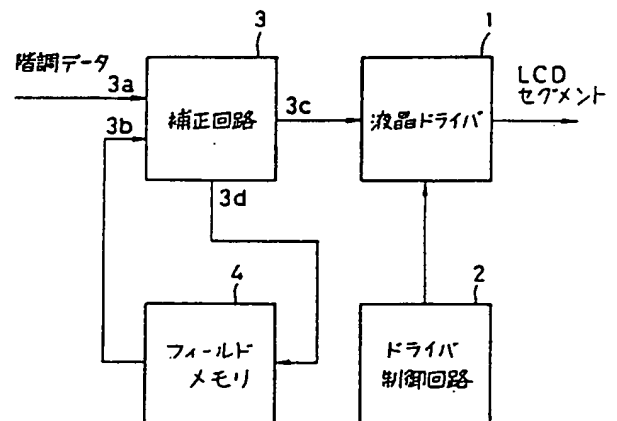 3
1
階調データ
3a
3b
補正回路
3c
液晶ドライバ
LCD
セグメント
3d
4
2
フィールド
メモリ
ドライバ
制御回路